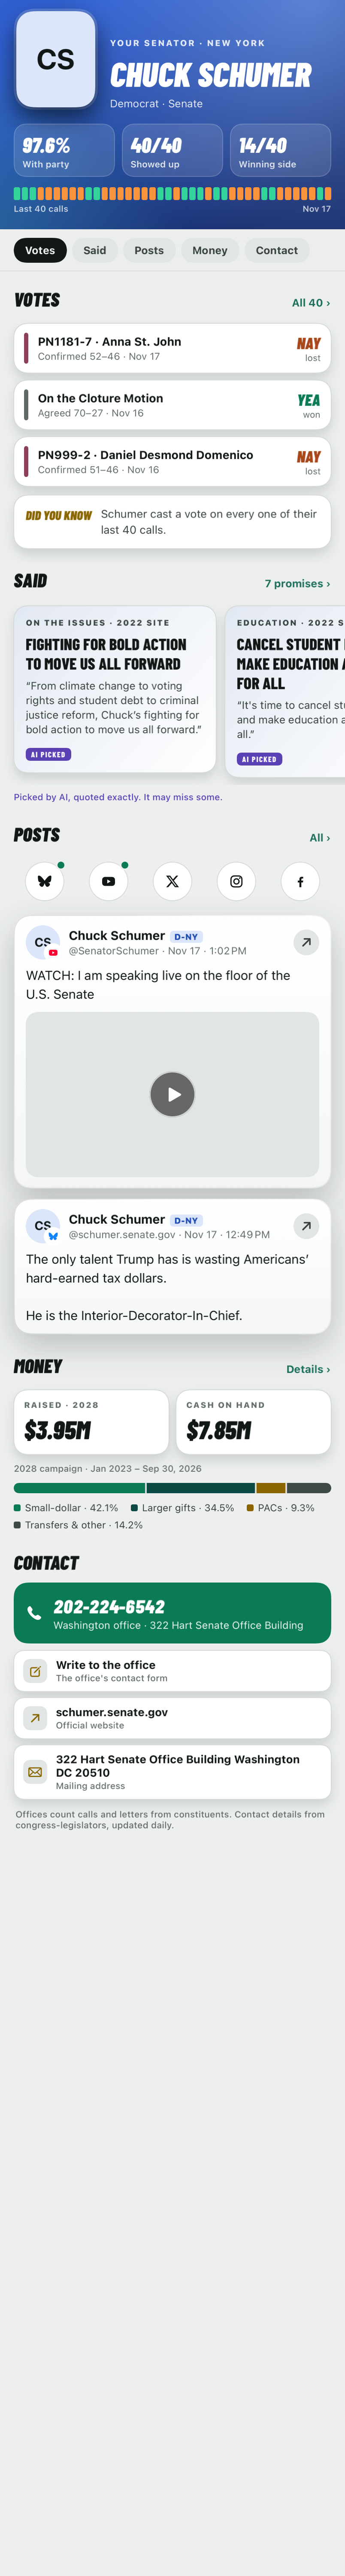 CS
YOUR SENATOR · NEW YORK
CHUCK SCHUMER
Democrat · Senate
97.6%
With party
40/40
Showed up
14/40
Winning side
Last 40 calls
Nov 17
Votes
Said
Posts
Money
Contact
VOTES
All 40 ›
PN1181-7 · Anna St. John
Confirmed 52–46 · Nov 17
NAY
lost
On the Cloture Motion
Agreed 70–27 · Nov 16
YEA
won
PN999-2 · Daniel Desmond Domenico
Confirmed 51–46 · Nov 16
NAY
lost
DID YOU KNOW
Schumer cast a vote on every one of their
last 40 calls.
SAID
7 promises ›
ON THE ISSUES · 2022 SITE
FIGHTING FOR BOLD ACTION
TO MOVE US ALL FORWARD
“From climate change to voting
rights and student debt to criminal
justice reform, Chuck’s fighting for
bold action to move us all forward.”
AI PICKED
EDUCATION · 2022 S
CANCEL STUDENT
MAKE EDUCATION
FOR ALL
“It's time to cancel
and make education
all.”
AI PICKED
Picked by AI, quoted exactly. It may miss some.
POSTS
All ›
CS
Chuck Schumer D-NY
@SenatorSchumer · Nov 17 · 1:02 PM
WATCH: I am speaking live on the floor of the
U.S. Senate
CS
Chuck Schumer D-NY
@schumer.senate.gov · Nov 17 · 12:49 PM
The only talent Trump has is wasting Americans’
hard-earned tax dollars.
He is the Interior-Decorator-In-Chief.
MONEY
Details ›
RAISED · 2028
$3.95M
CASH ON HAND
$7.85M
2028 campaign · Jan 2023 – Sep 30, 2026
Small-dollar · 42.1%
Larger gifts · 34.5%
PACs · 9.3%
Transfers & other · 14.2%
CONTACT
202-224-6542
Washington office · 322 Hart Senate Office Building
Write to the office
The office's contact form
schumer.senate.gov
Official website
322 Hart Senate Office Building Washington
DC 20510
Mailing address
Offices count calls and letters from constituents. Contact details from
congress-legislators, updated daily.